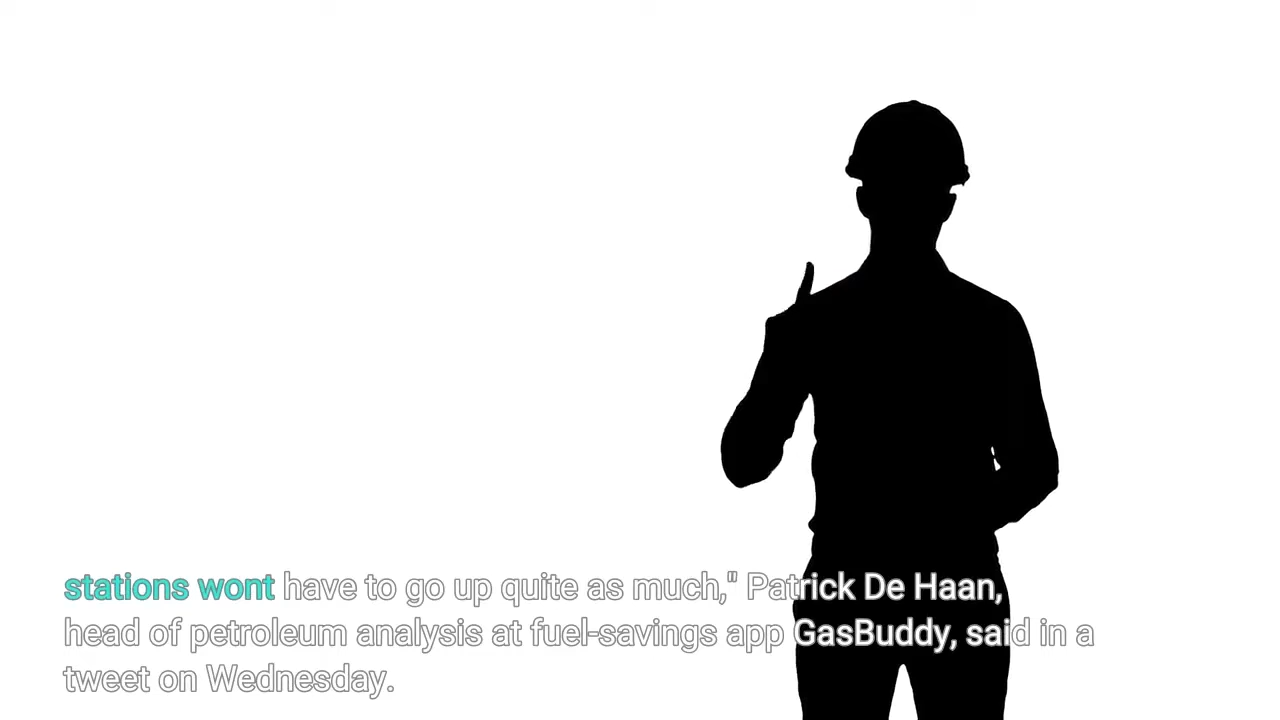 stations wont have to go up quite as much," Patrick De Haan,
head of petroleum analysis at fuel-savings app GasBuddy, said in a
tweet on Wednesday.